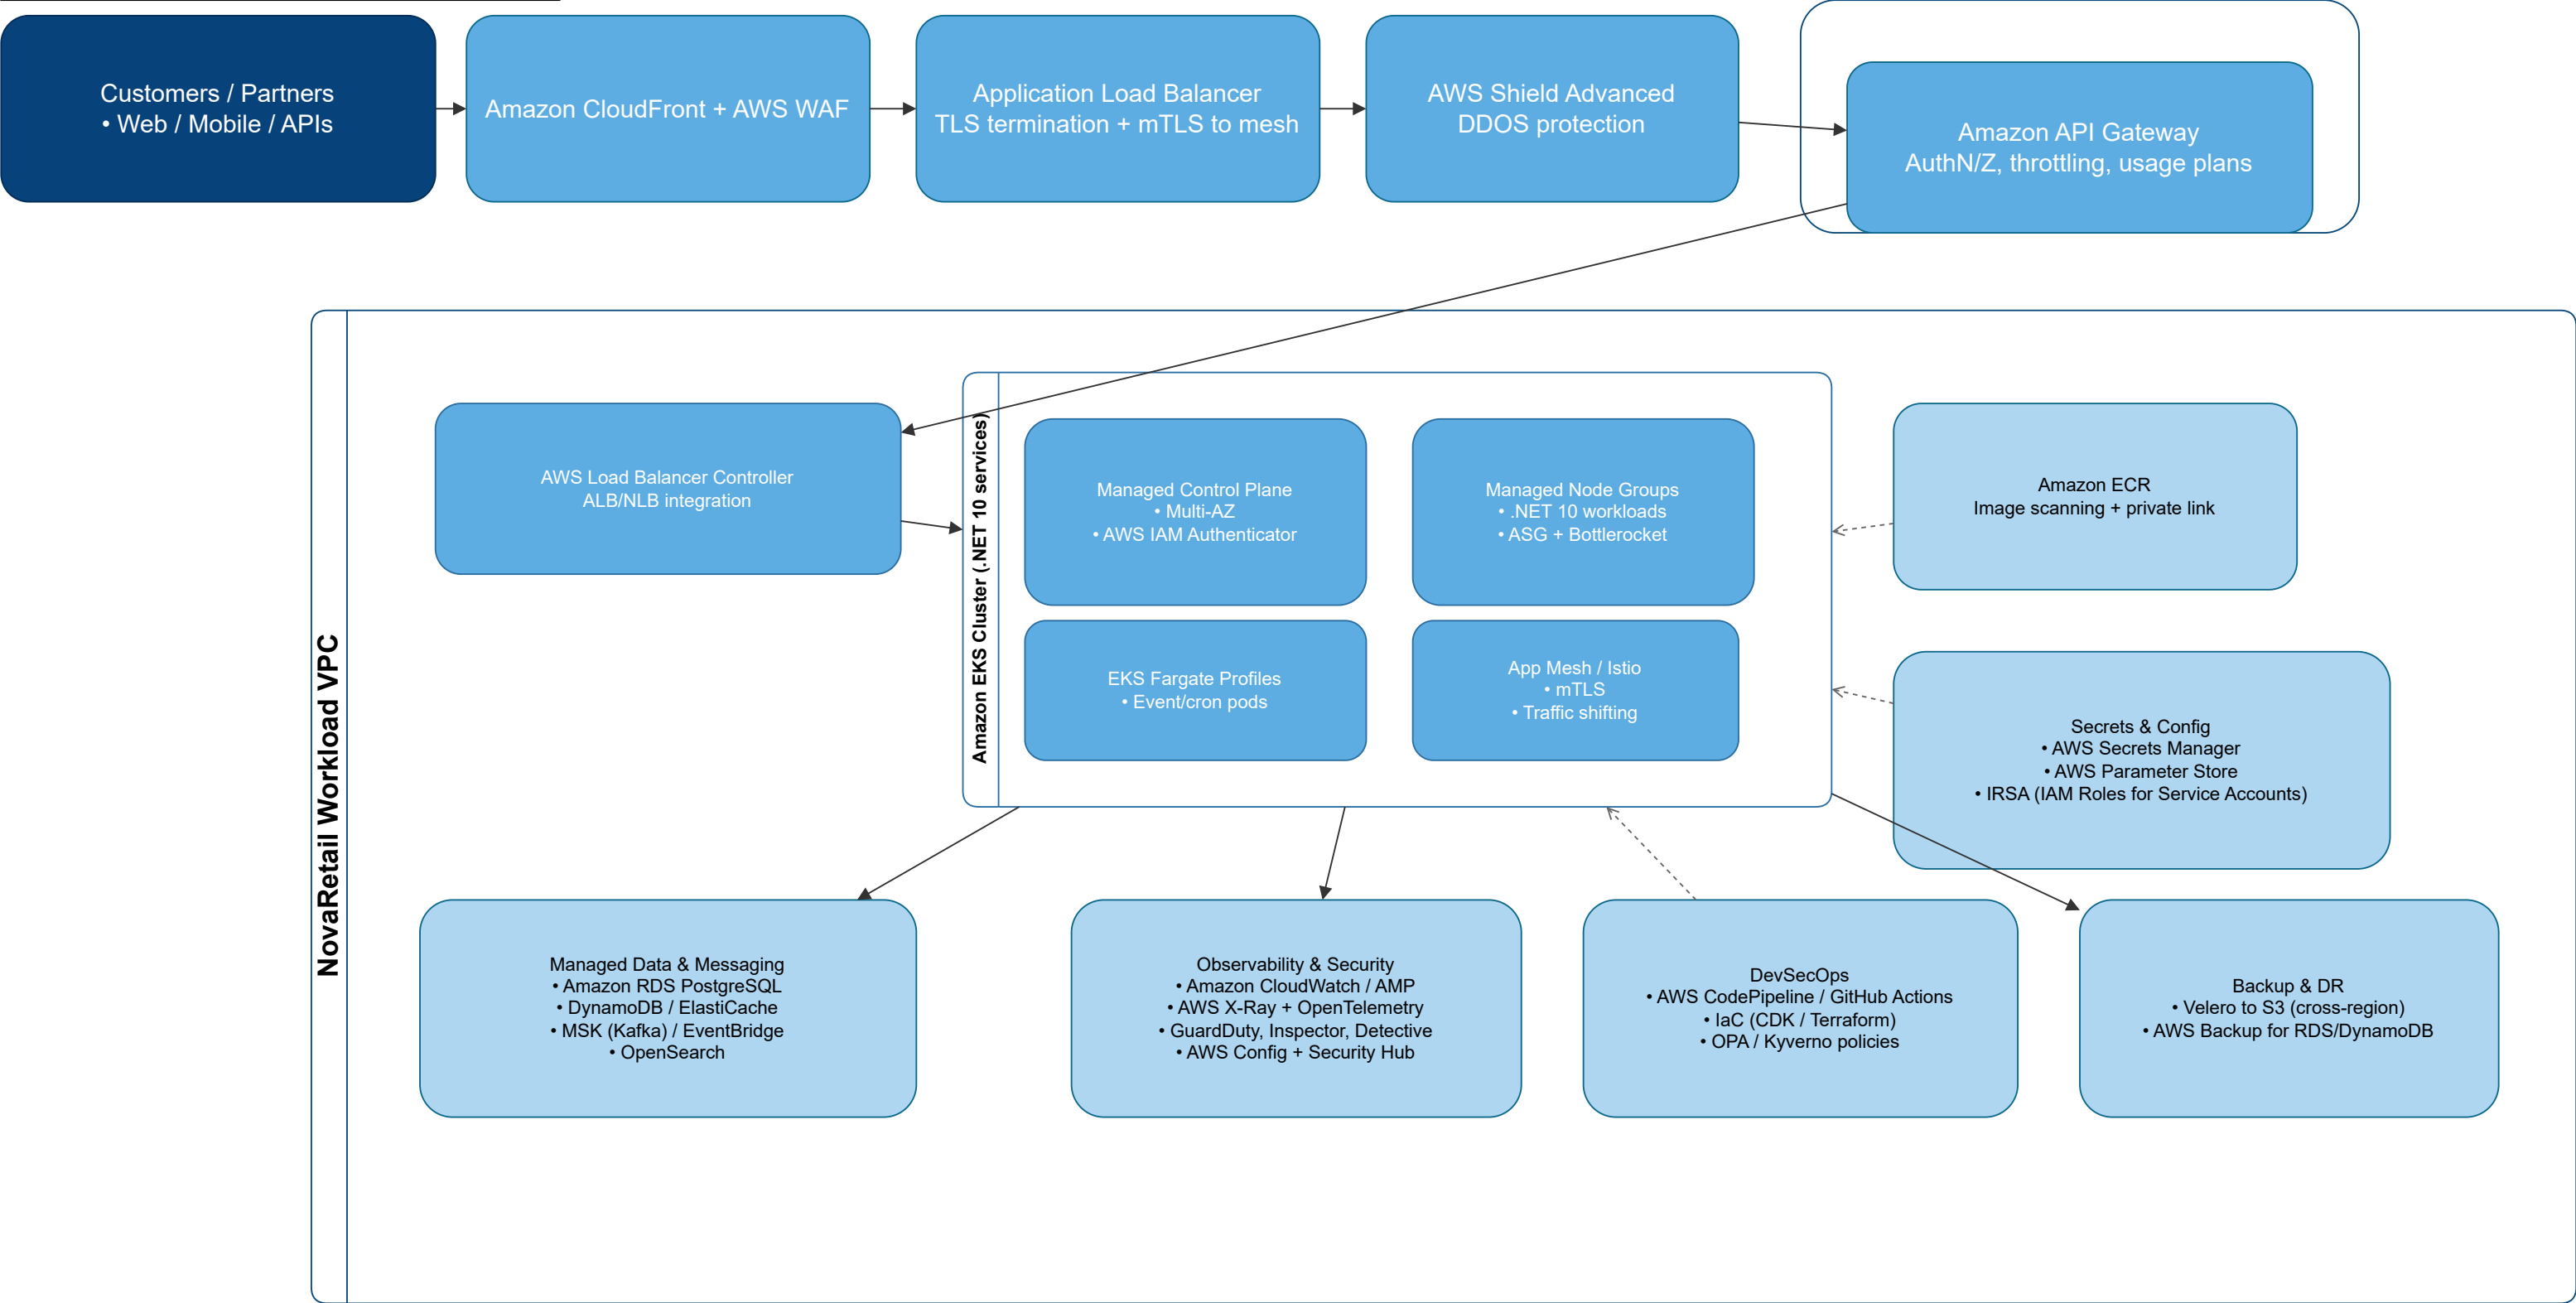 Customers / Partners
• Web / Mobile / APIs
Amazon CloudFront + AWS WAF
Application Load Balancer
TLS termination + mTLS to mesh
AWS Shield Advanced
DDOS protection
Amazon API Gateway
AuthN/Z, throttling, usage plans
NovaRetail Workload VPC
AWS Load Balancer Controller
ALB/NLB integration
Amazon EKS Cluster (.NET 10 services)
Managed Control Plane
• Multi-AZ
• AWS IAM Authenticator
Managed Node Groups
• .NET 10 workloads
• ASG + Bottlerocket
EKS Fargate Profiles
• Event/cron pods
App Mesh / Istio
• mTLS
• Traffic shifting
Amazon ECR
Image scanning + private link
Secrets & Config
• AWS Secrets Manager
• AWS Parameter Store
• IRSA (IAM Roles for Service Accounts)
Managed Data & Messaging
• Amazon RDS PostgreSQL
• DynamoDB / ElastiCache
• MSK (Kafka) / EventBridge
• OpenSearch
Observability & Security
• Amazon CloudWatch / AMP
• AWS X-Ray + OpenTelemetry
• GuardDuty, Inspector, Detective
• AWS Config + Security Hub
DevSecOps
• AWS CodePipeline / GitHub Actions
• IaC (CDK / Terraform)
• OPA / Kyverno policies
Backup & DR
• Velero to S3 (cross-region)
• AWS Backup for RDS/DynamoDB